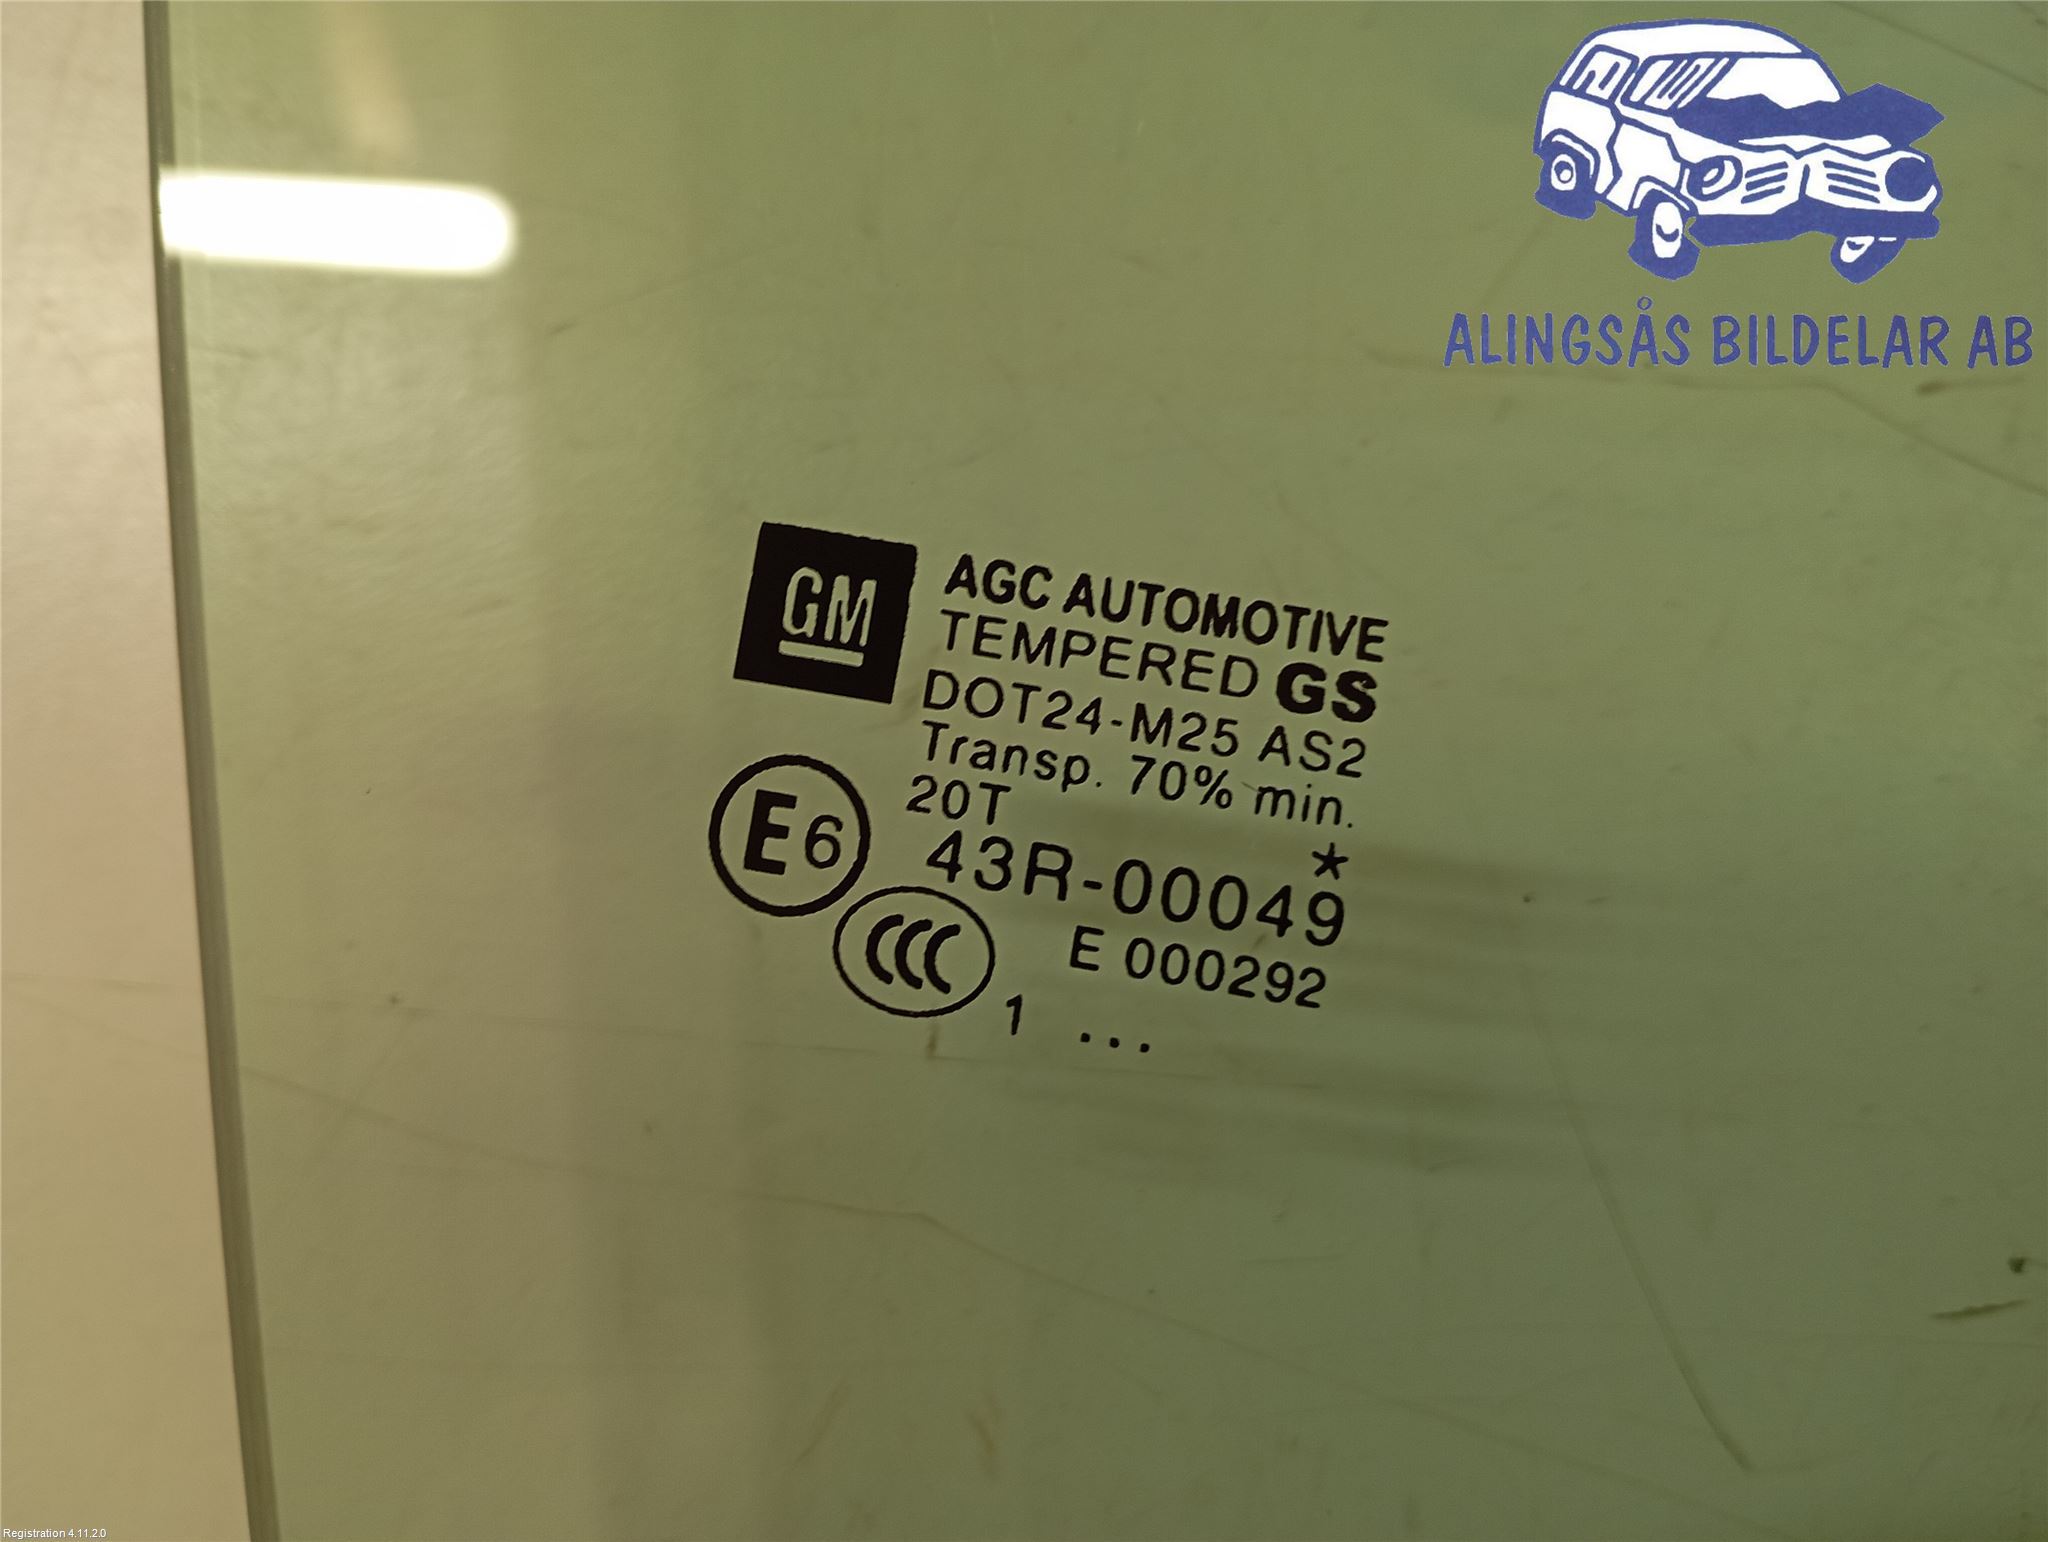 ALINGSÅS BILDELAR AB
GM
AGC AUTOMOTIVE
TEMPERED GS
DOT24-M25 AS2
Transp. 70% min.
20T
*
E6
43R-00049
CCC
E 000292
1 ...
Registration 4.11.2.0